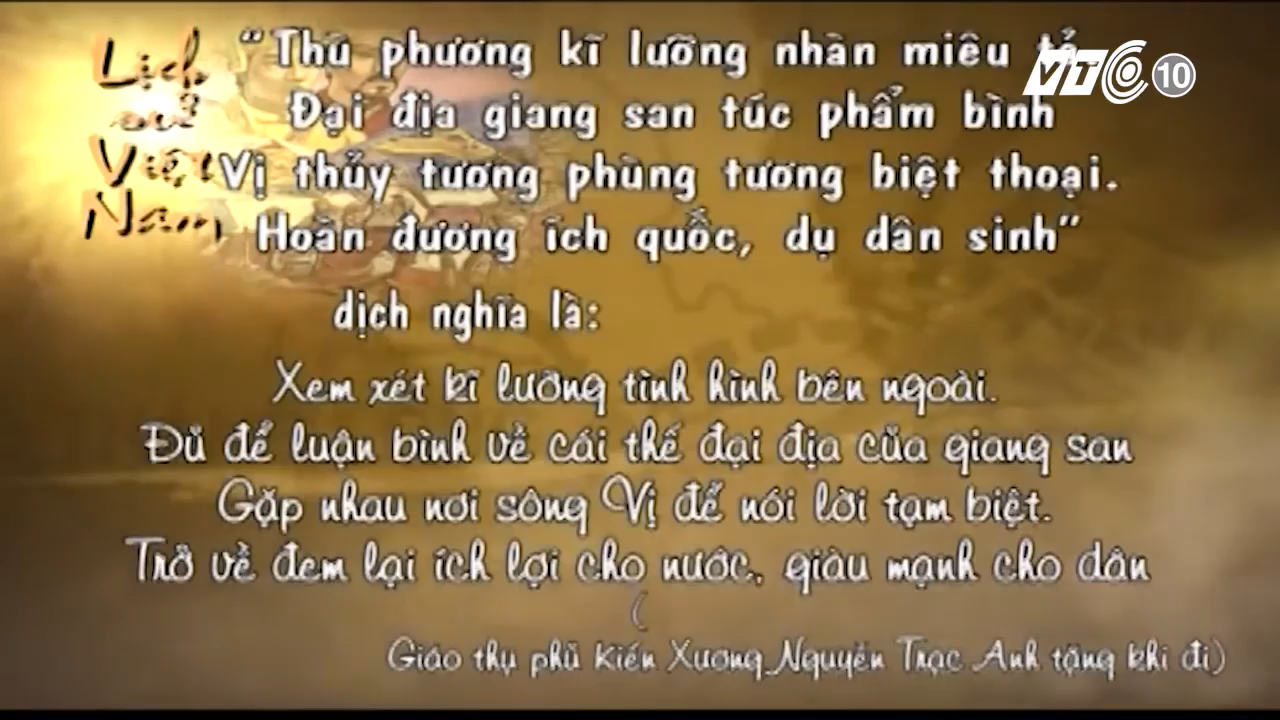 Lịch
sử
Việt
Nam
VTC 10
“Thu phương kĩ lưỡng nhàn miêu tả
Đại địa giang san túc phẩm bình
Vị thủy tương phùng tương biệt thoại.
Hoàn đương ích quốc, dụ dân sinh”
dịch nghĩa là:
Xem xét kĩ lưỡng tình hình bên ngoài.
Đủ để luận bình về cái thế đại địa của giang san
Gặp nhau nơi sông Vị để nói lời tạm biệt.
Trở về đem lại ích lợi cho nước, giàu mạnh cho dân
(
Giáo thụ phủ Kiến Xương Nguyễn Trạc Anh tặng khi đi)